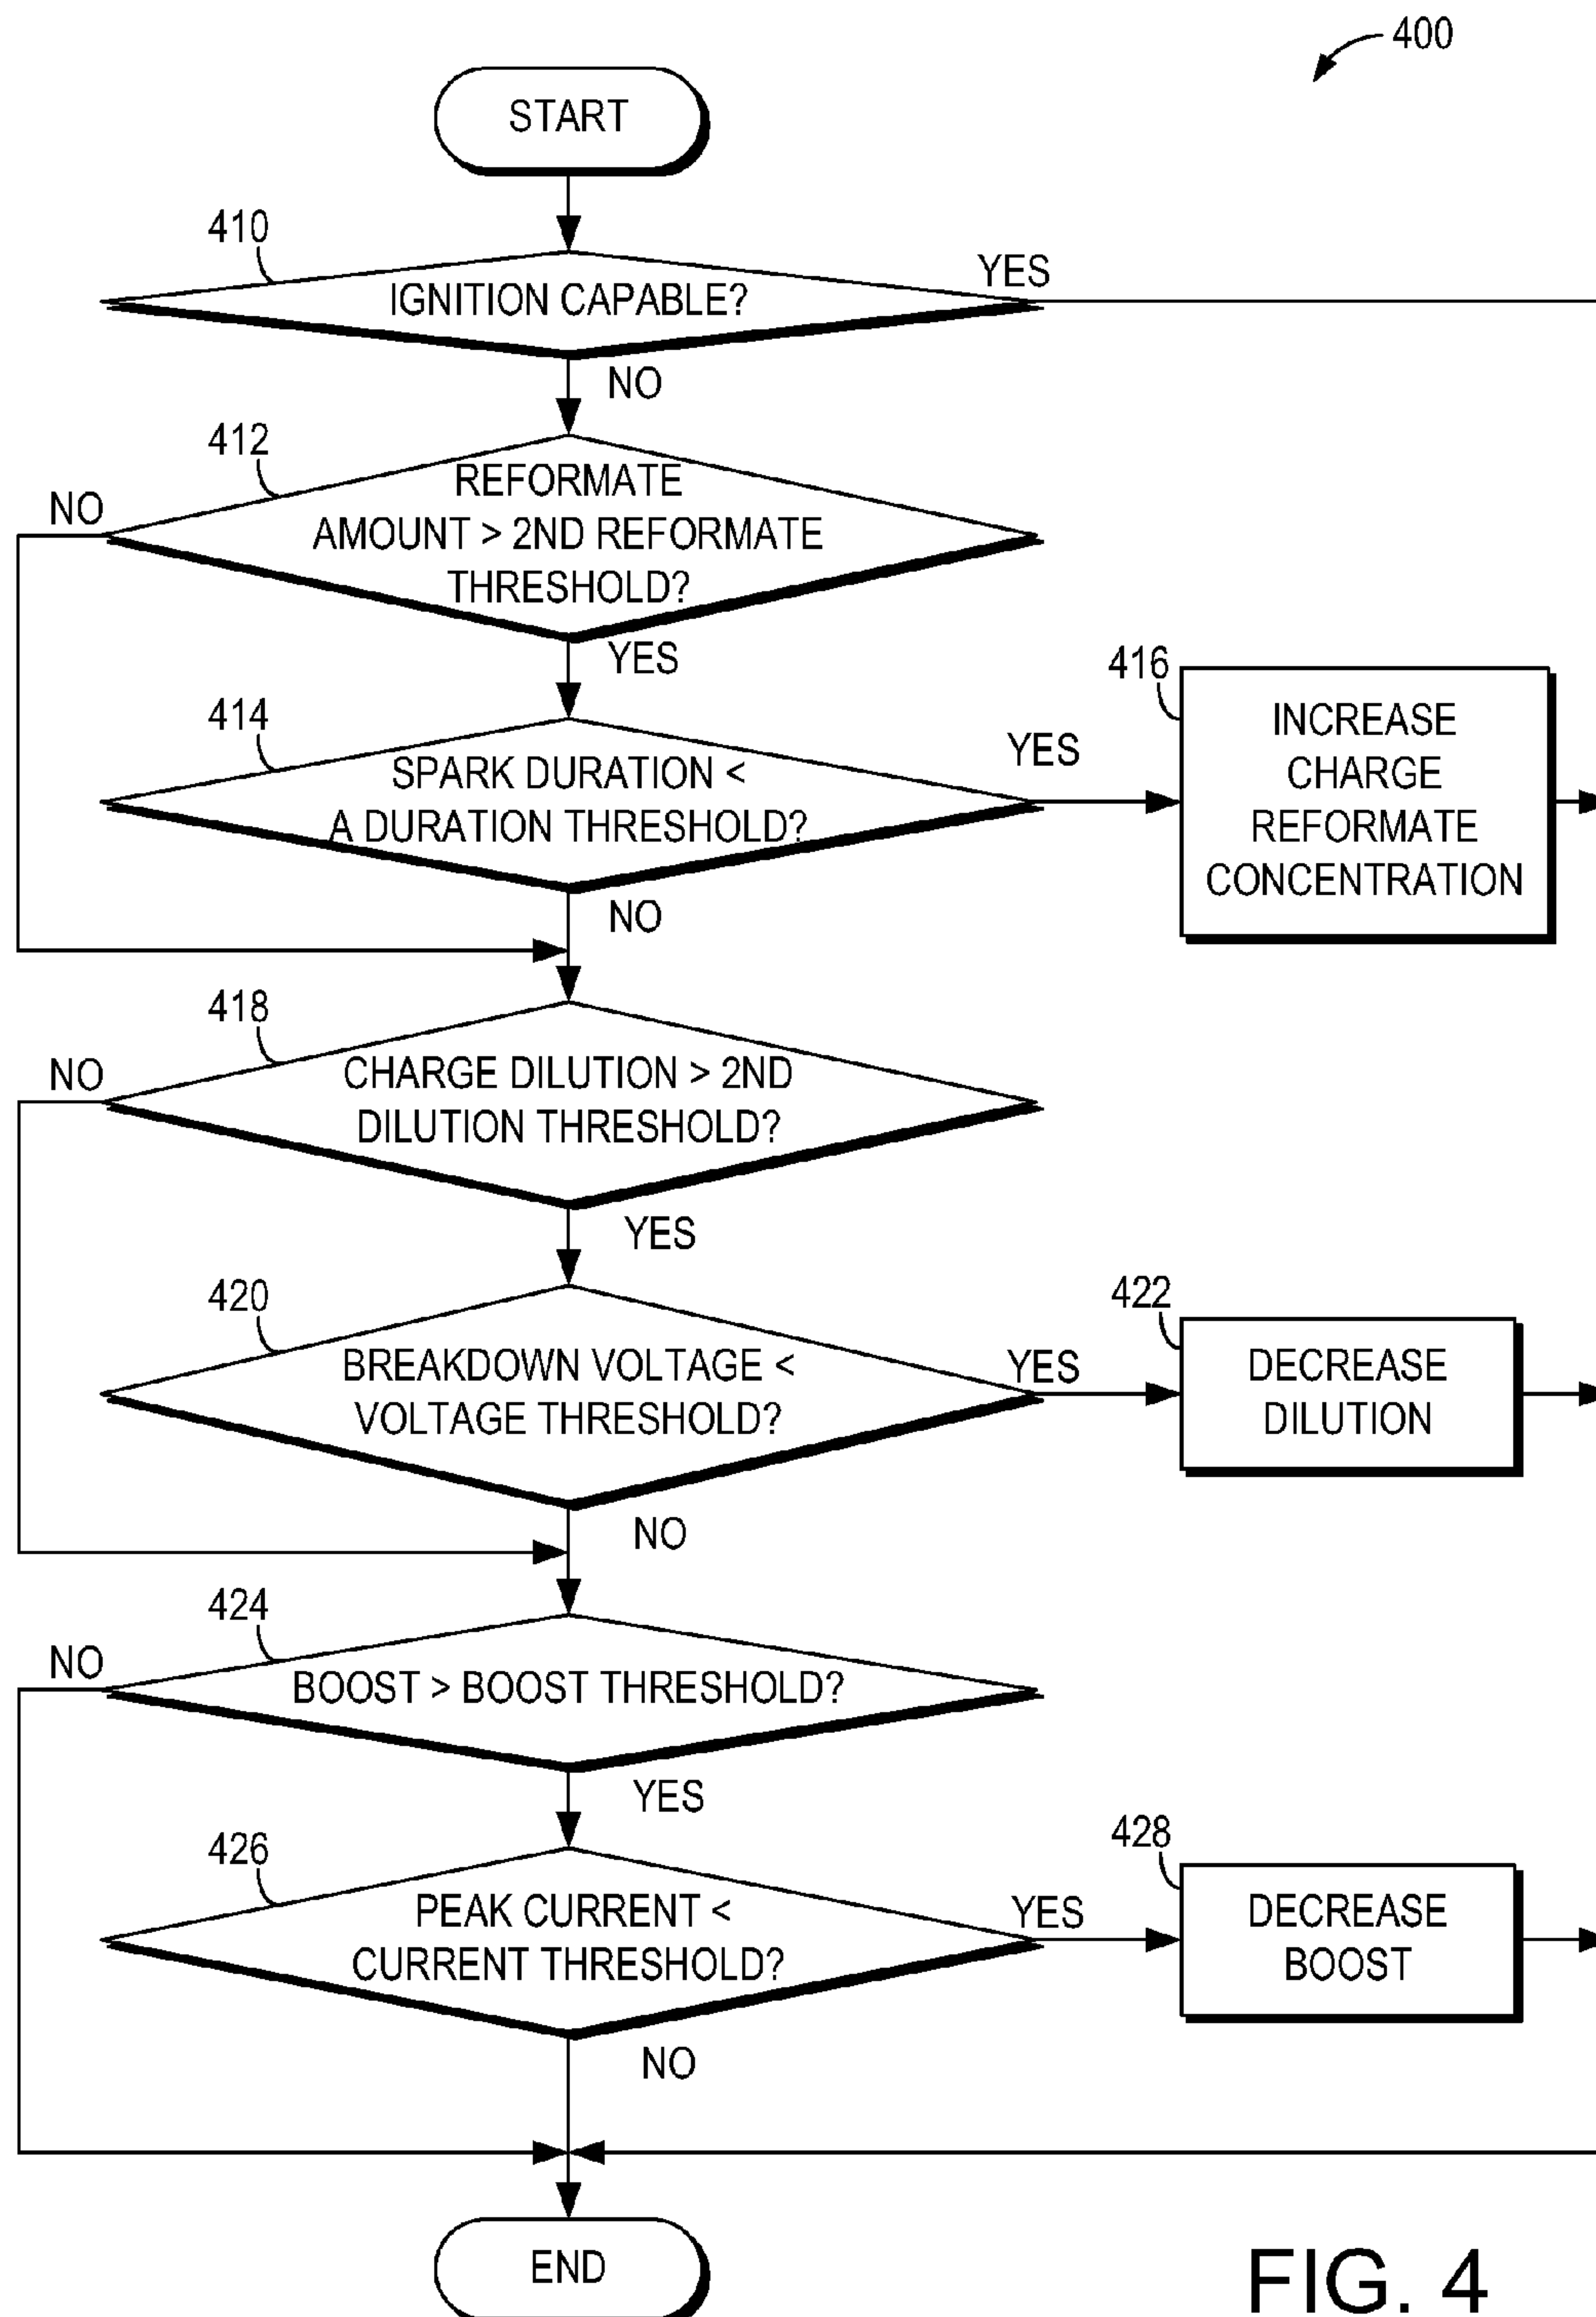 400
START
410
IGNITION CAPABLE?
YES
NO
412
REFORMATE
AMOUNT > 2ND REFORMATE
THRESHOLD?
NO
YES
414
SPARK DURATION <
A DURATION THRESHOLD?
YES
416
INCREASE
CHARGE
REFORMATE
CONCENTRATION
NO
418
CHARGE DILUTION > 2ND
DILUTION THRESHOLD?
NO
YES
420
BREAKDOWN VOLTAGE <
VOLTAGE THRESHOLD?
YES
422
DECREASE
DILUTION
NO
424
BOOST > BOOST THRESHOLD?
NO
YES
426
PEAK CURRENT <
CURRENT THRESHOLD?
YES
428
DECREASE
BOOST
NO
END
FIG. 4